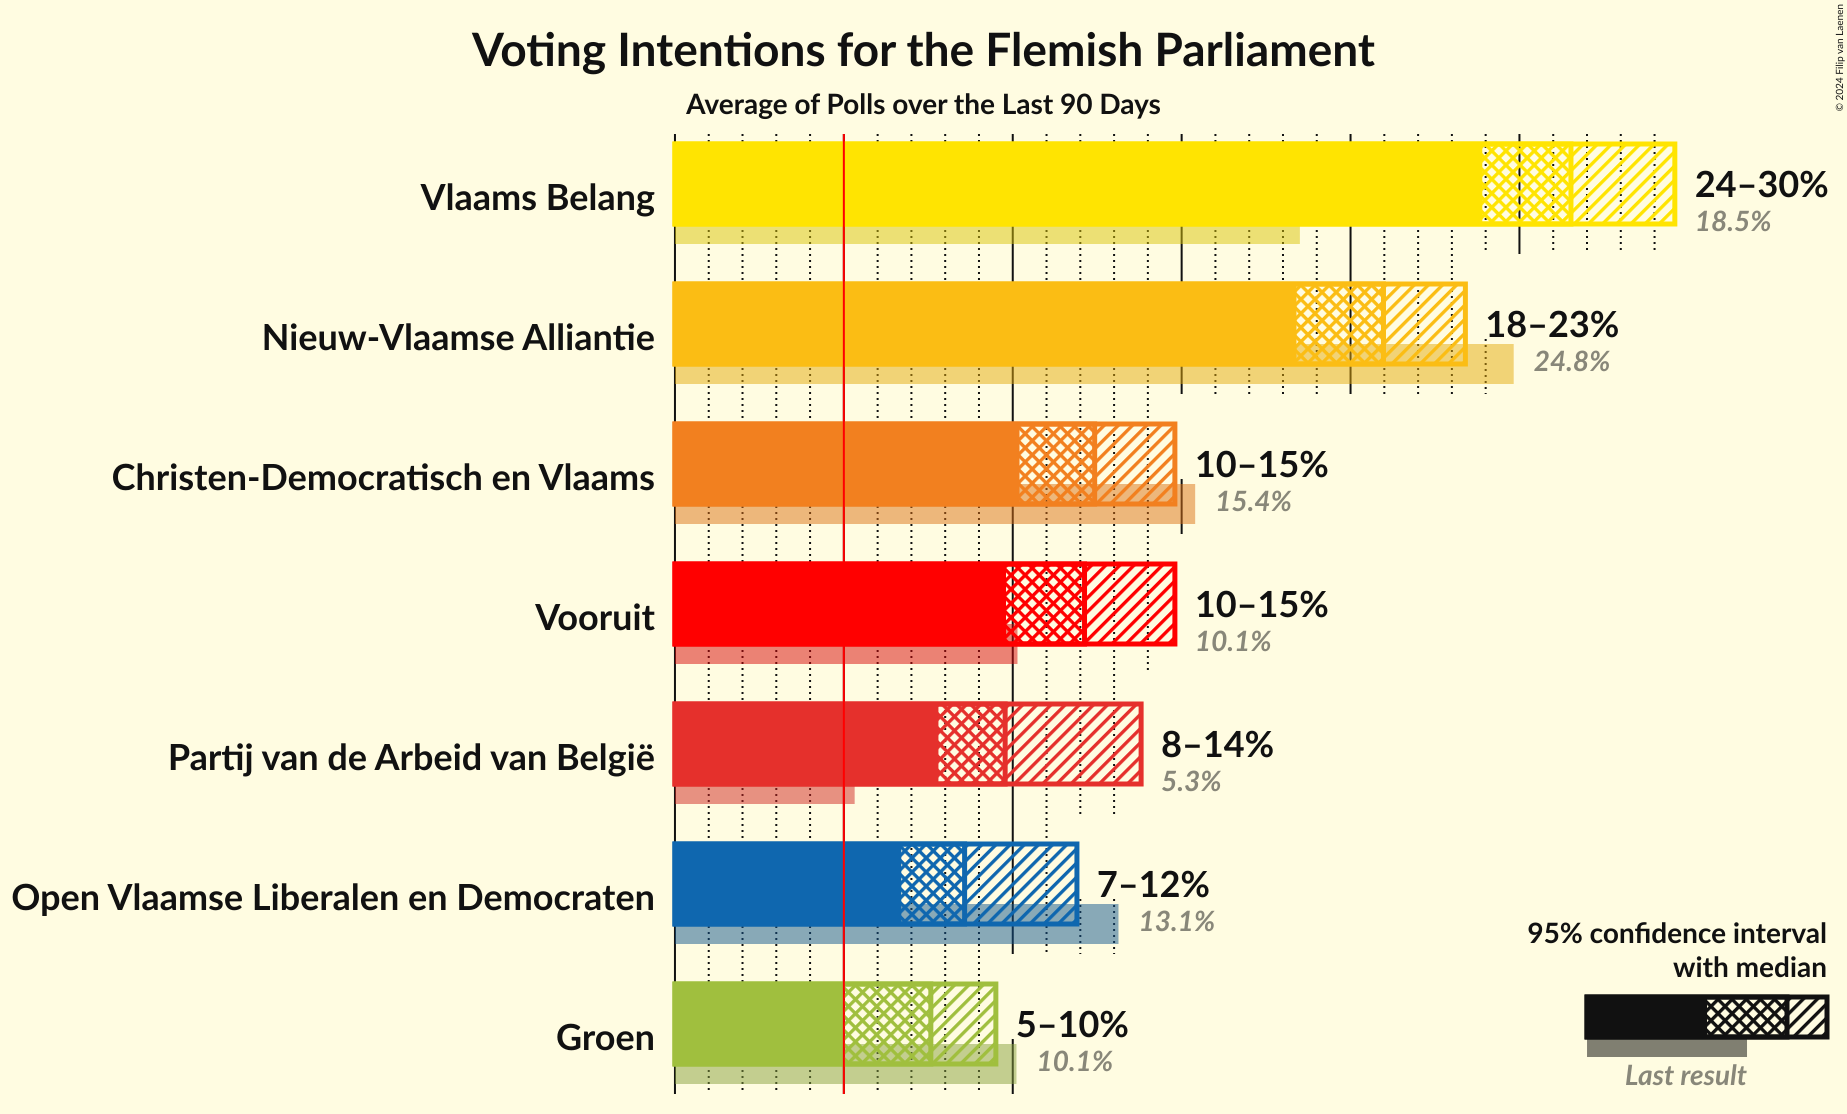 Voting Intentions for the Flemish Parliament
Average of Polls over the Last 90 Days
© 2024 Filip van Laenen
Vlaams Belang
24–30%
18.5%
Nieuw-Vlaamse Alliantie
18–23%
24.8%
Christen-Democratisch en Vlaams
10–15%
15.4%
Vooruit
10–15%
10.1%
Partij van de Arbeid van België
8–14%
5.3%
Open Vlaamse Liberalen en Democraten
7–12%
13.1%
Groen
5–10%
10.1%
95% confidence interval
with median
Last result